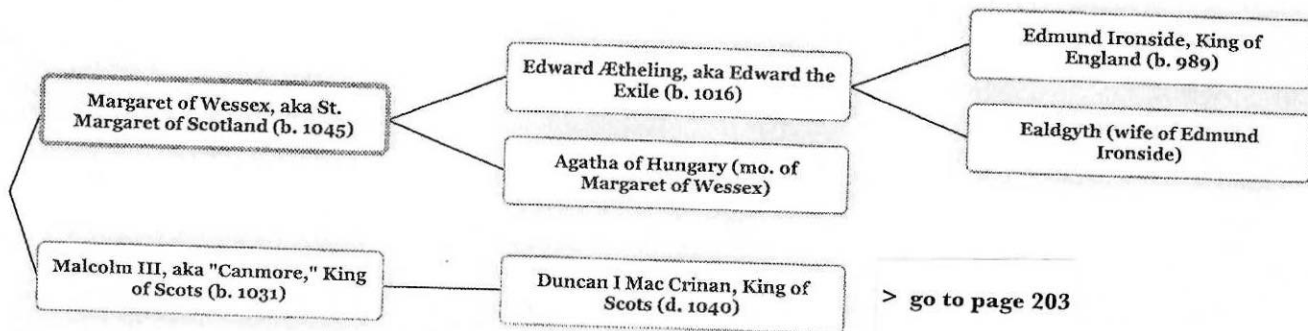 Margaret of Wessex, aka St.
Margaret of Scotland (b. 1045)
Edward Ætheling, aka Edward the
Exile (b. 1016)
Edmund Ironside, King of
England (b. 989)
Ealdgyth (wife of Edmund
Ironside)
Agatha of Hungary (mo. of
Margaret of Wessex)
Malcolm III, aka "Canmore," King
of Scots (b. 1031)
Duncan I Mac Crinan, King of
Scots (d. 1040)
> go to page 203